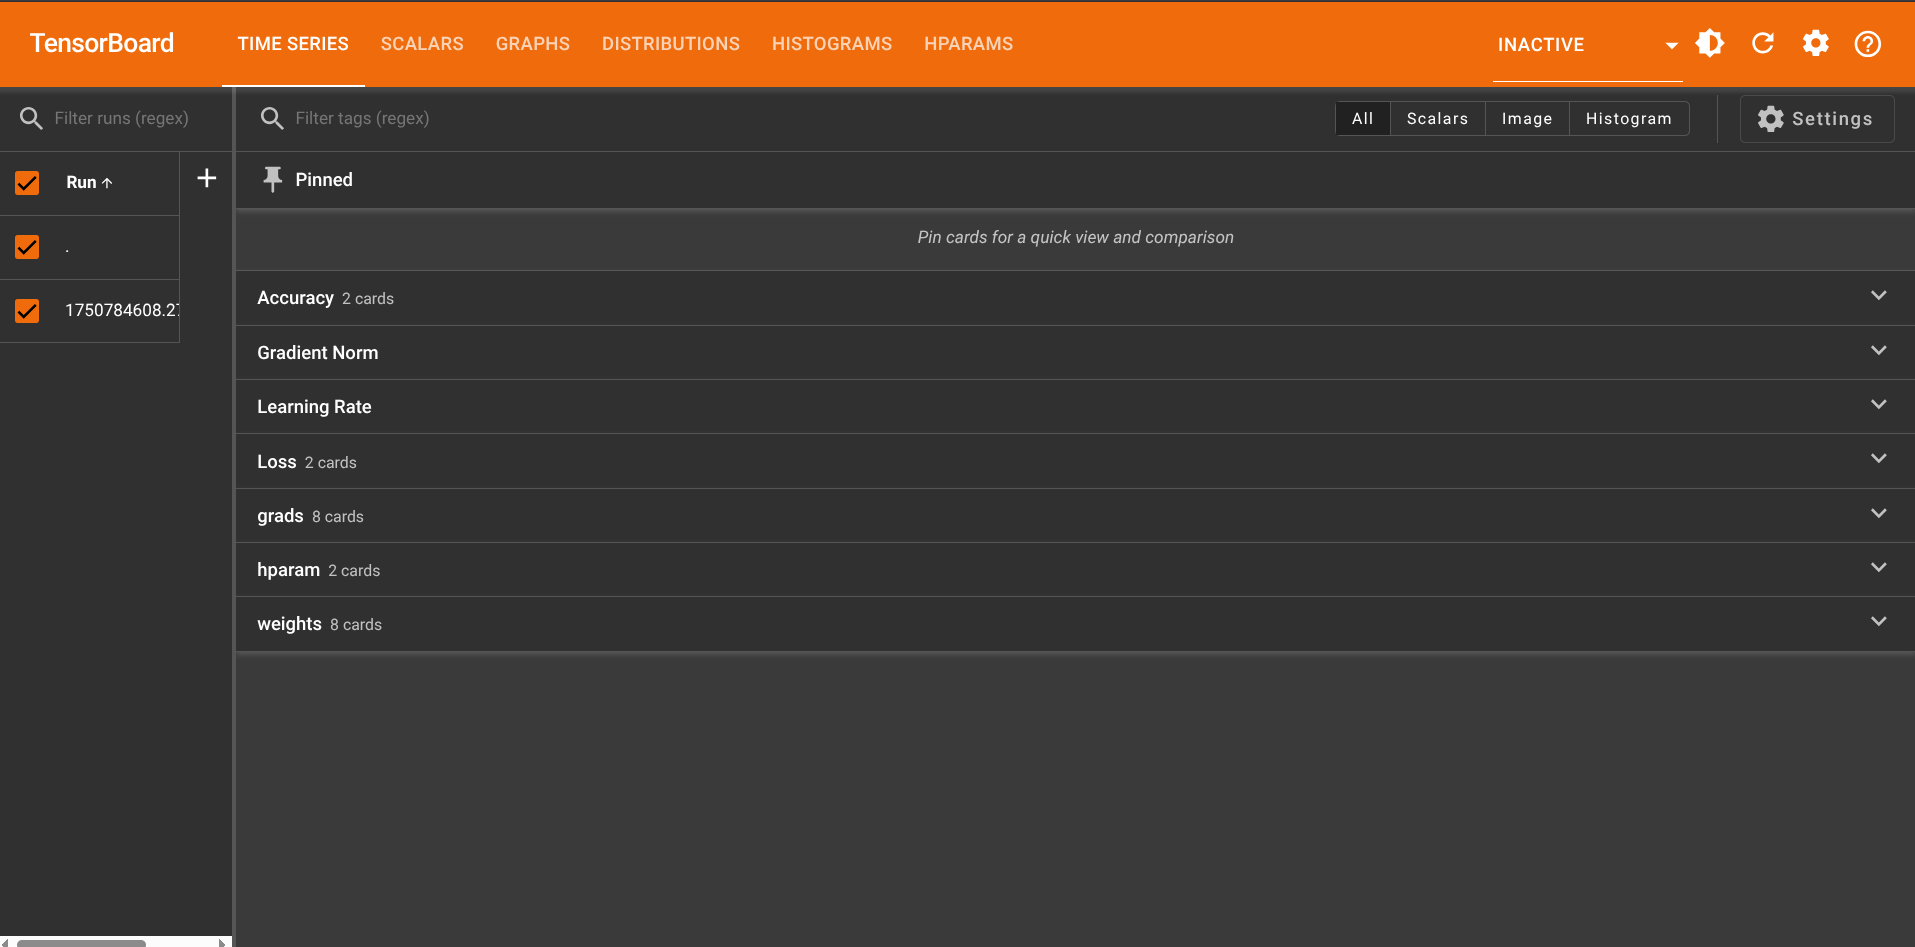 TensorBoard
TIME SERIES SCALARS GRAPHS DISTRIBUTIONS HISTOGRAMS HPARAMS
INACTIVE
Filter runs (regex)
Filter tags (regex)
All Scalars Image Histogram
Settings
Run
.
1750784608.27
Pinned
Pin cards for a quick view and comparison
Accuracy 2 cards
Gradient Norm
Learning Rate
Loss 2 cards
grads 8 cards
hparam 2 cards
weights 8 cards